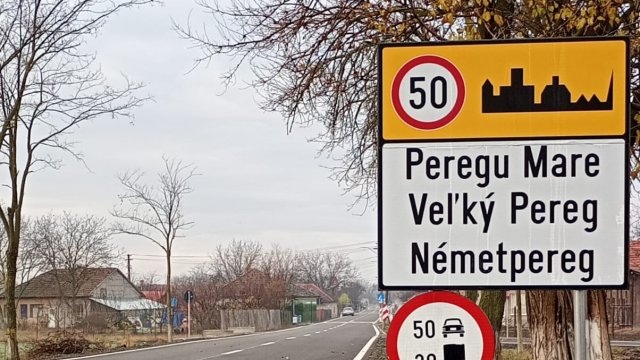 50
Peregu Mare
Veľký Pereg
Németpereg
50